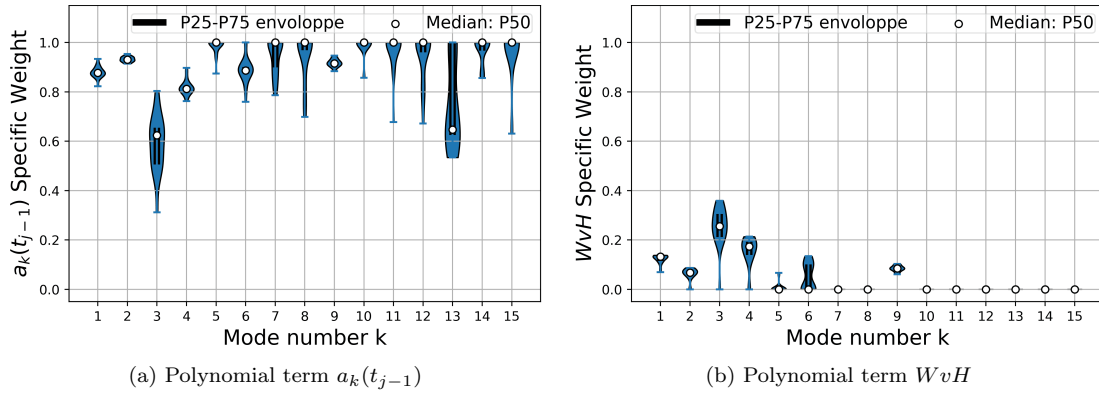 P25-P75 envoloppe Median: P50
1.0
0.8
0.6
0.4
0.2
0.0
a_k(t_{j−1}) Specific Weight
1 2 3 4 5 6 7 8 9 10 11 12 13 14 15
Mode number k
(a) Polynomial term a_k(t_{j−1})
P25-P75 envoloppe Median: P50
1.0
0.8
0.6
0.4
0.2
0.0
WvH Specific Weight
1 2 3 4 5 6 7 8 9 10 11 12 13 14 15
Mode number k
(b) Polynomial term WvH